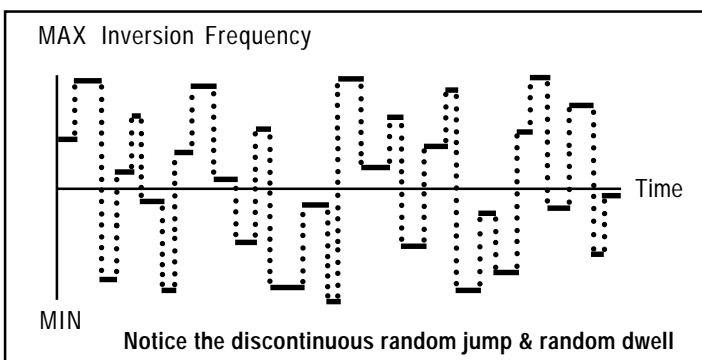 MAX Inversion Frequency
Time
MIN
Notice the discontinuous random jump & random dwell